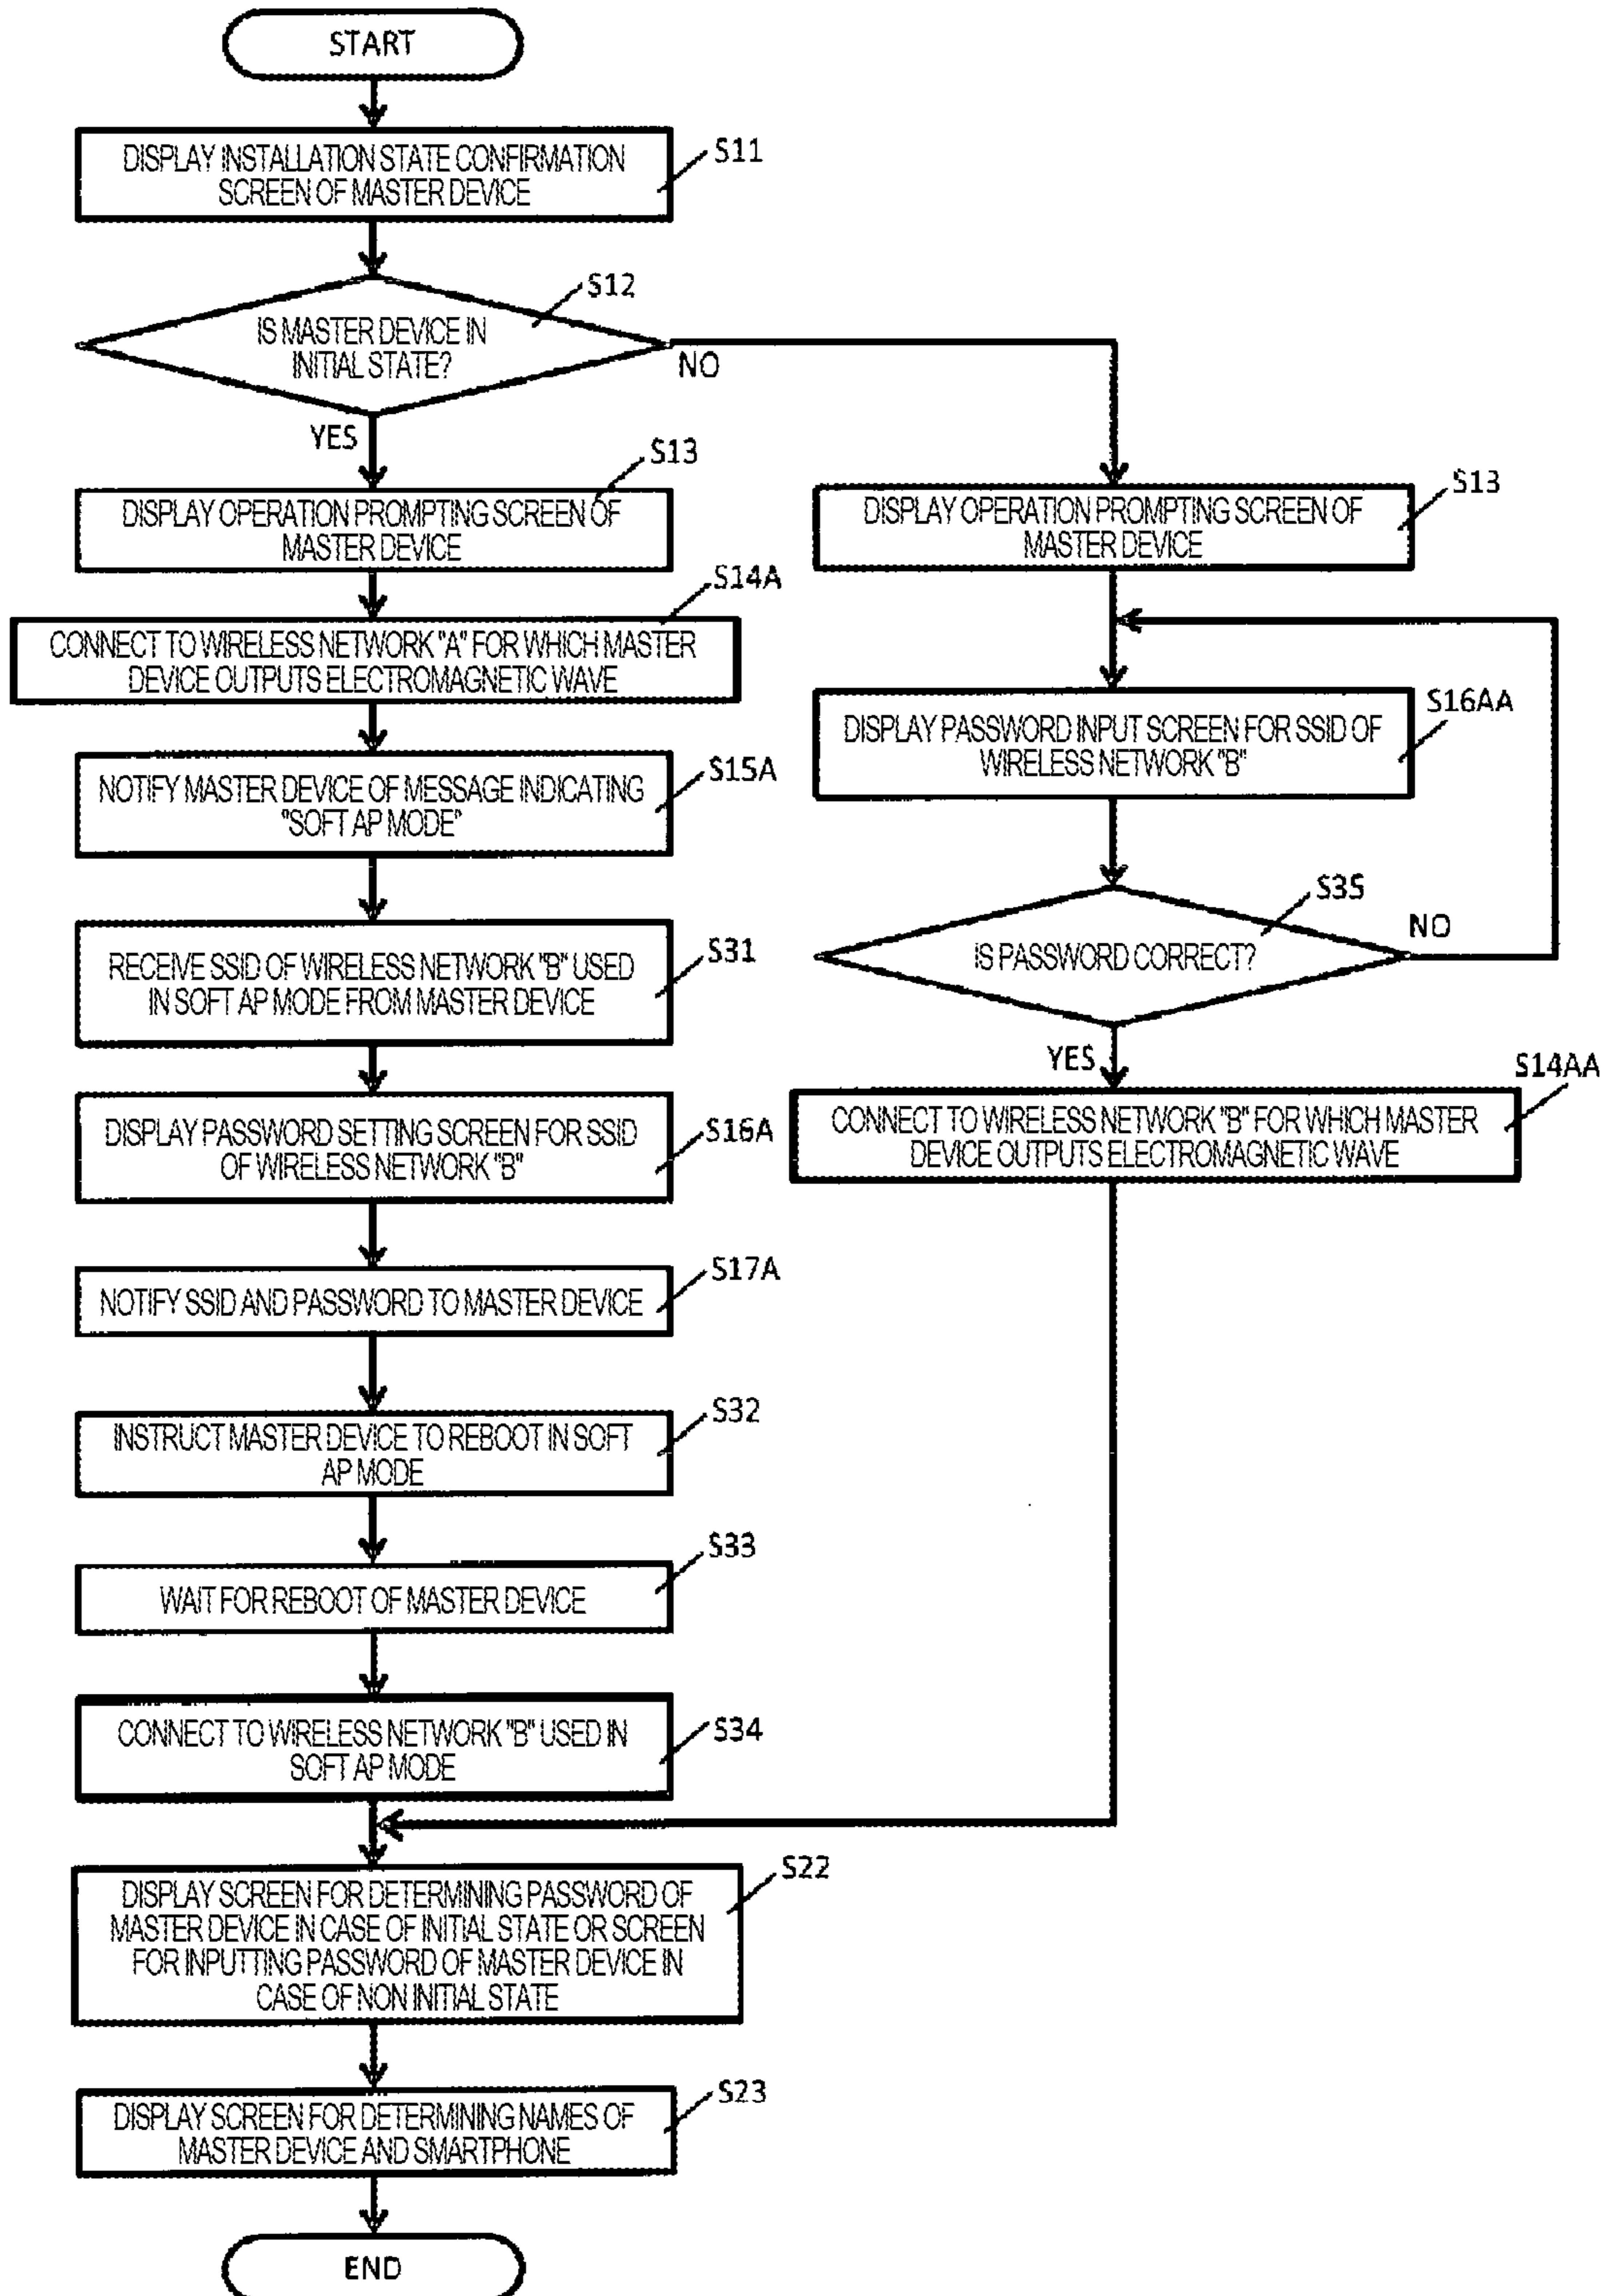 START
DISPLAY INSTALLATION STATE CONFIRMATION
SCREEN OF MASTER DEVICE
S11
IS MASTER DEVICE IN
INITIAL STATE?
S12
NO
YES
S13
DISPLAY OPERATION PROMPTING SCREEN OF
MASTER DEVICE
S14A
CONNECT TO WIRELESS NETWORK "A" FOR WHICH MASTER
DEVICE OUTPUTS ELECTROMAGNETIC WAVE
NOTIFY MASTER DEVICE OF MESSAGE INDICATING
"SOFT AP MODE"
S15A
RECEIVE SSID OF WIRELESS NETWORK "B" USED
IN SOFT AP MODE FROM MASTER DEVICE
S31
DISPLAY PASSWORD SETTING SCREEN FOR SSID
OF WIRELESS NETWORK "B"
S16A
NOTIFY SSID AND PASSWORD TO MASTER DEVICE
S17A
INSTRUCT MASTER DEVICE TO REBOOT IN SOFT
AP MODE
S32
WAIT FOR REBOOT OF MASTER DEVICE
S33
CONNECT TO WIRELESS NETWORK "B" USED IN
SOFT AP MODE
S34
S13
DISPLAY OPERATION PROMPTING SCREEN OF
MASTER DEVICE
S16AA
DISPLAY PASSWORD INPUT SCREEN FOR SSID OF
WIRELESS NETWORK "B"
S35
IS PASSWORD CORRECT?
NO
YES
S14AA
CONNECT TO WIRELESS NETWORK "B" FOR WHICH MASTER
DEVICE OUTPUTS ELECTROMAGNETIC WAVE
S22
DISPLAY SCREEN FOR DETERMINING PASSWORD OF
MASTER DEVICE IN CASE OF INITIAL STATE OR SCREEN
FOR INPUTTING PASSWORD OF MASTER DEVICE IN
CASE OF NON INITIAL STATE
S23
DISPLAY SCREEN FOR DETERMINING NAMES OF
MASTER DEVICE AND SMARTPHONE
END